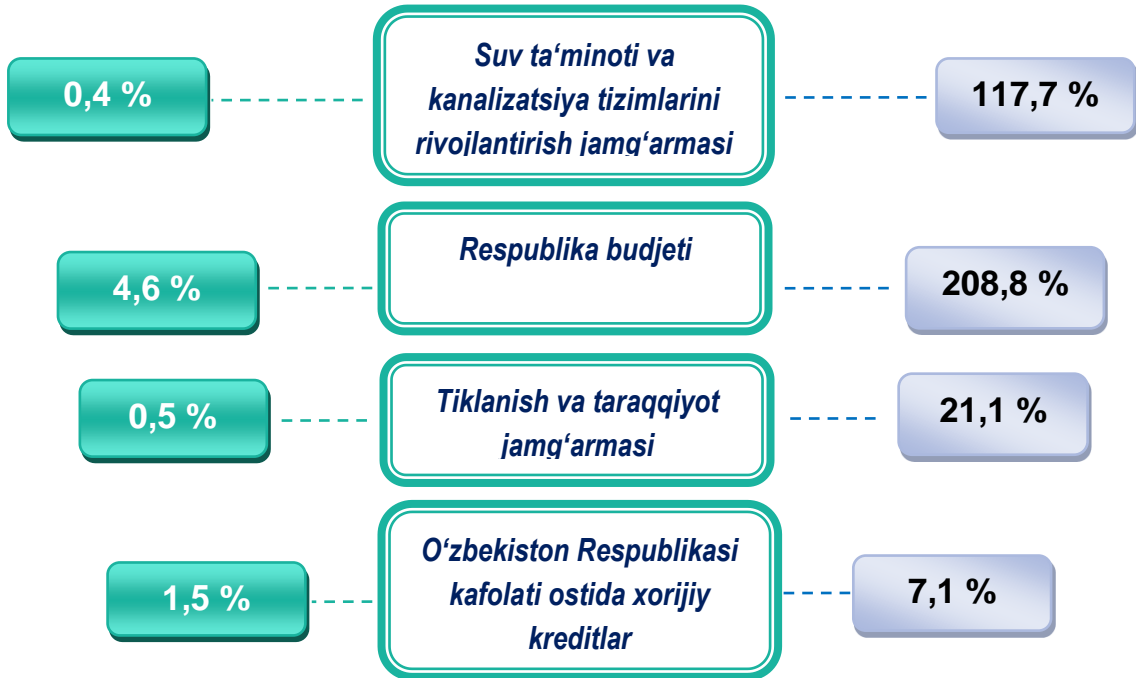 0,4 %
Suv ta‘minoti va
kanalizatsiya tizimlarini
rivojlantirish jamg‘armasi
117,7 %
4,6 %
Respublika budjeti
208,8 %
0,5 %
Tiklanish va taraqqiyot
jamg‘armasi
21,1 %
1,5 %
O‘zbekiston Respublikasi
kafolati ostida xorijiy
kreditlar
7,1 %